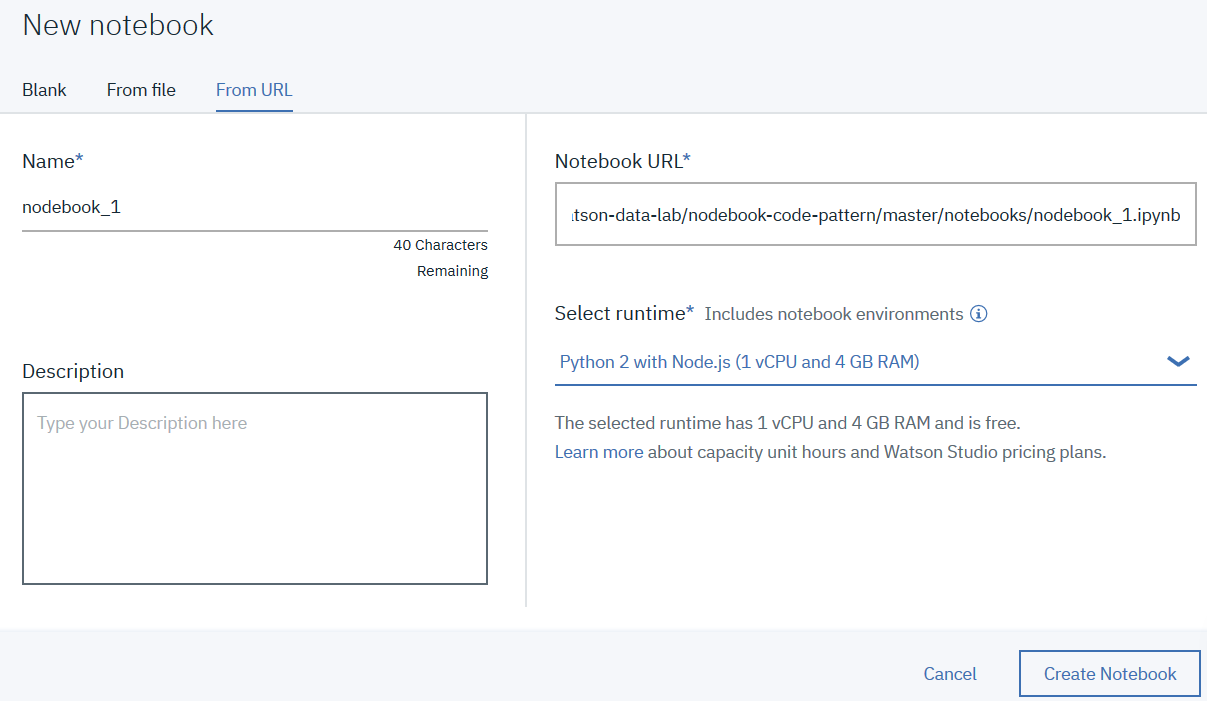 New notebook
Blank From file From URL
Name*
nodebook_1
40 Characters
Remaining
Description
Type your Description here
Notebook URL*
tson-data-lab/nodebook-code-pattern/master/notebooks/nodebook_1.ipynb
Select runtime* Includes notebook environments
Python 2 with Node.js (1 vCPU and 4 GB RAM)
The selected runtime has 1 vCPU and 4 GB RAM and is free.
Learn more about capacity unit hours and Watson Studio pricing plans.
Cancel Create Notebook